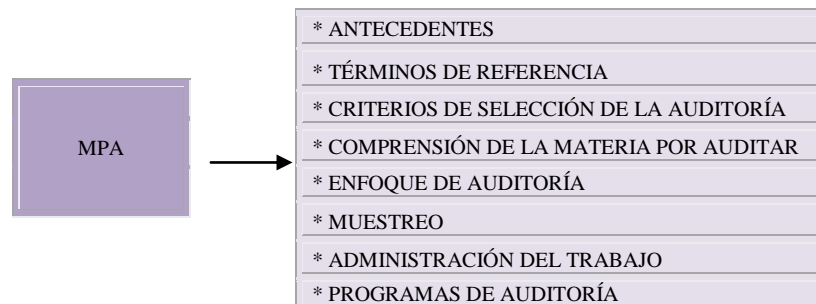 MPA
* ANTECEDENTES
* TÉRMINOS DE REFERENCIA
* CRITERIOS DE SELECCIÓN DE LA AUDITORÍA
* COMPRENSIÓN DE LA MATERIA POR AUDITAR
* ENFOQUE DE AUDITORÍA
* MUESTREO
* ADMINISTRACIÓN DEL TRABAJO
* PROGRAMAS DE AUDITORÍA